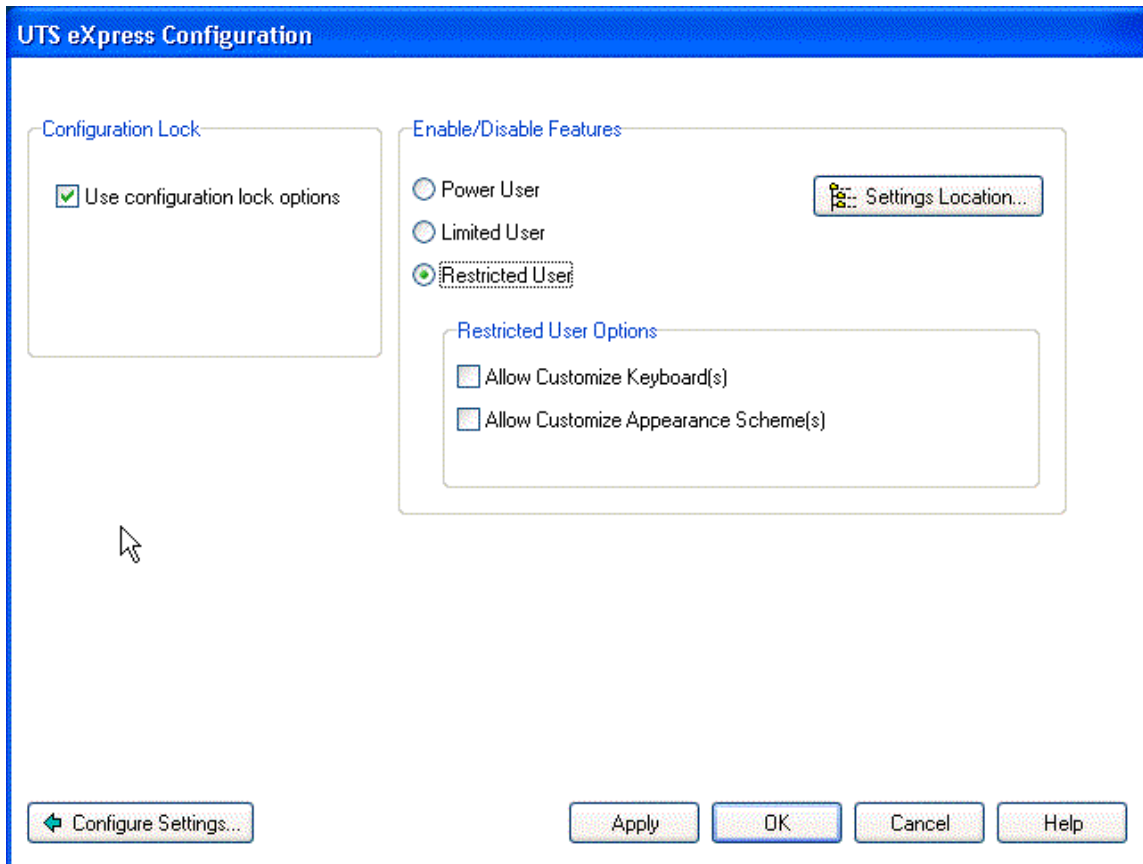 UTS eXpress Configuration
Configuration Lock
Use configuration lock options
Enable/Disable Features
Power User
Settings Location...
Limited User
Restricted User
Restricted User Options
Allow Customize Keyboard(s)
Allow Customize Appearance Scheme(s)
Configure Settings...
Apply
OK
Cancel
Help